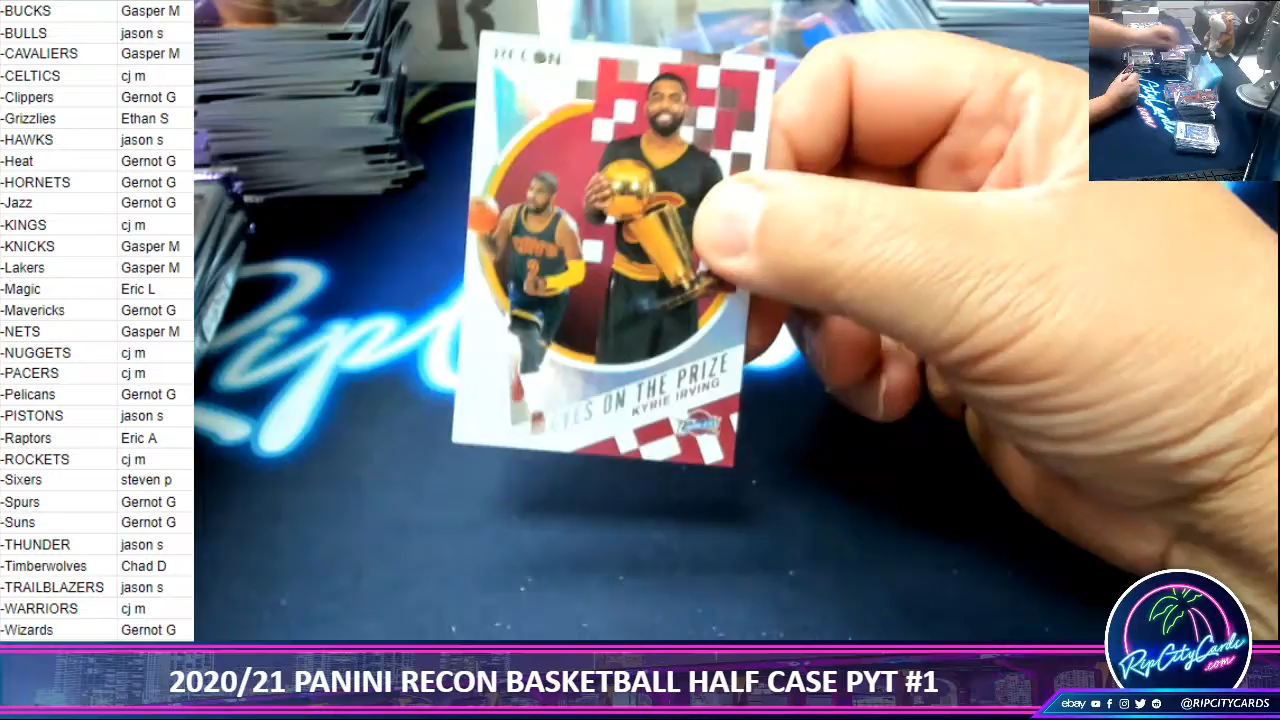 -BUCKS Gasper M
-BULLS jason s
-CAVALIERS Gasper M
-CELTICS cj m
-Clippers Gernot G
-Grizzlies Ethan S
-HAWKS jason s
-Heat Gernot G
-HORNETS Gernot G
-Jazz Gernot G
-KINGS cj m
-KNICKS Gasper M
-Lakers Gasper M
-Magic Eric L
-Mavericks Gernot G
-NETS Gasper M
-NUGGETS cj m
-PACERS cj m
-Pelicans Gernot G
-PISTONS jason s
-Raptors Eric A
-ROCKETS cj m
-Sixers steven p
-Spurs Gernot G
-Suns Gernot G
-THUNDER jason s
-Timberwolves Chad D
-TRAILBLAZERS jason s
-WARRIORS cj m
-Wizards Gernot G
RECON
2
EYES ON THE PRIZE
KYRIE IRVING
RipCityCards
.com
2020/21 PANINI RECON BASKETBALL HALF CASE PYT #1
ebay @RIPCITYCARDS